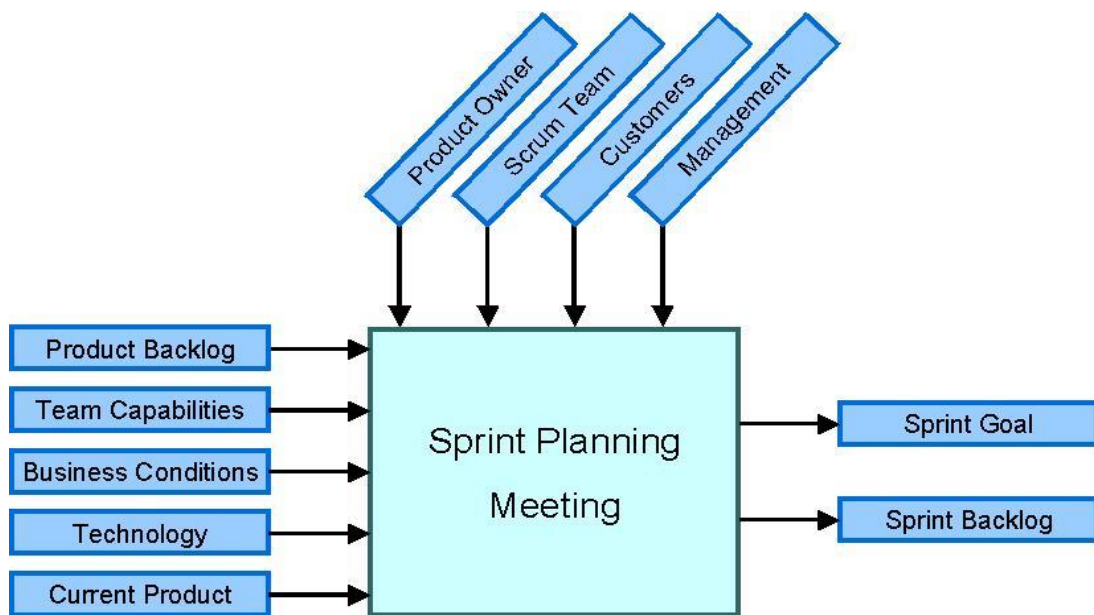 Product Owner
Scrum Team
Customers
Management
Product Backlog
Team Capabilities
Business Conditions
Technology
Current Product
Sprint Planning
Meeting
Sprint Goal
Sprint Backlog